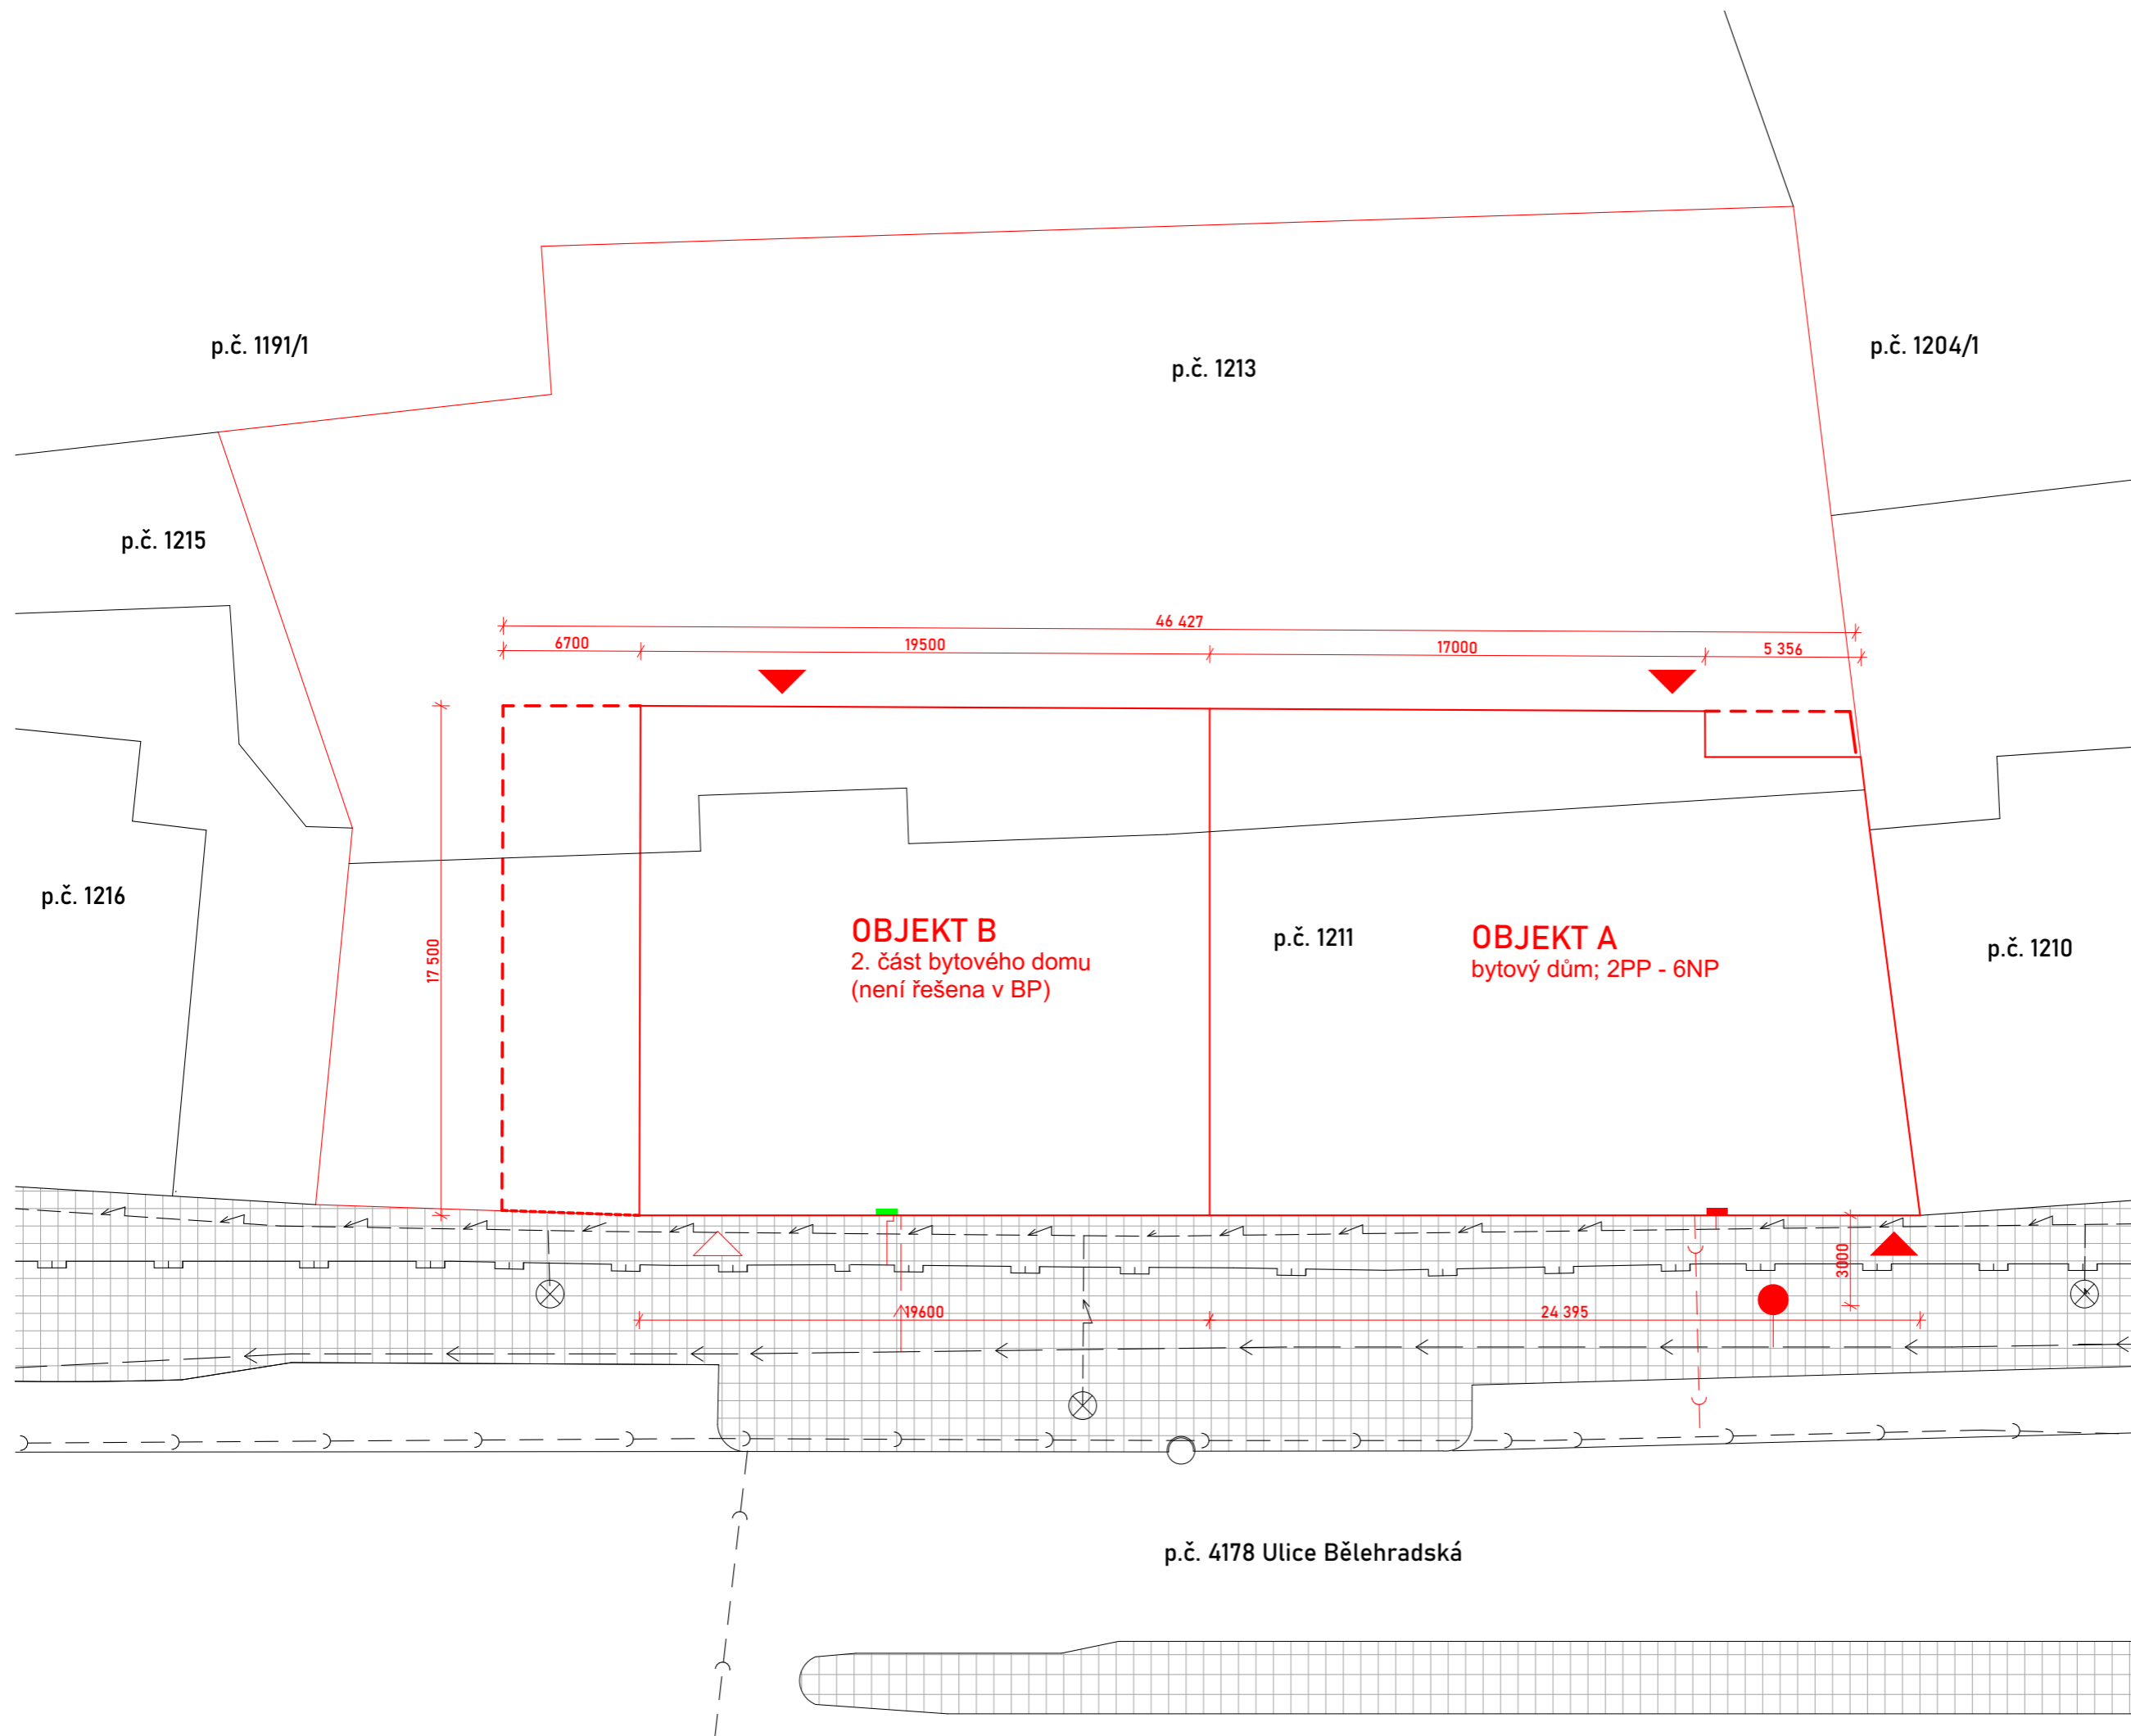 p.č. 1191/1
p.č. 1213
p.č. 1204/1
p.č. 1215
46 427
6700
19500
17000
5 356
p.č. 1216
17 500
OBJEKT B
2. část bytového domu
(není řešena v BP)
p.č. 1211
OBJEKT A
bytový dům; 2PP - 6NP
p.č. 1210
3000
19600
24 395
p.č. 4178 Ulice Bělehradská